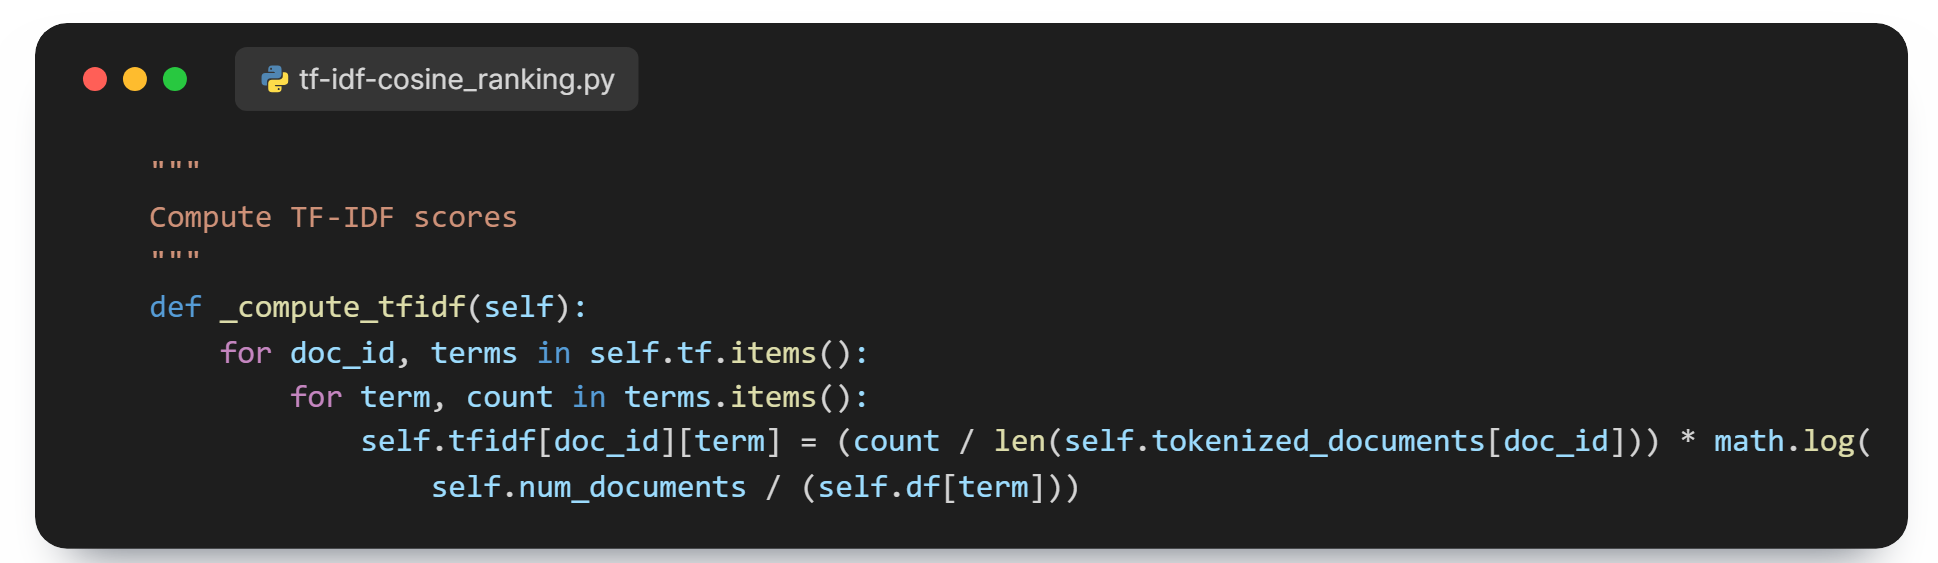 tf-idf-cosine_ranking.py
"""
Compute TF-IDF scores
"""
def _compute_tfidf(self):
    for doc_id, terms in self.tf.items():
        for term, count in terms.items():
            self.tfidf[doc_id][term] = (count / len(self.tokenized_documents[doc_id])) * math.log(
                self.num_documents / (self.df[term]))